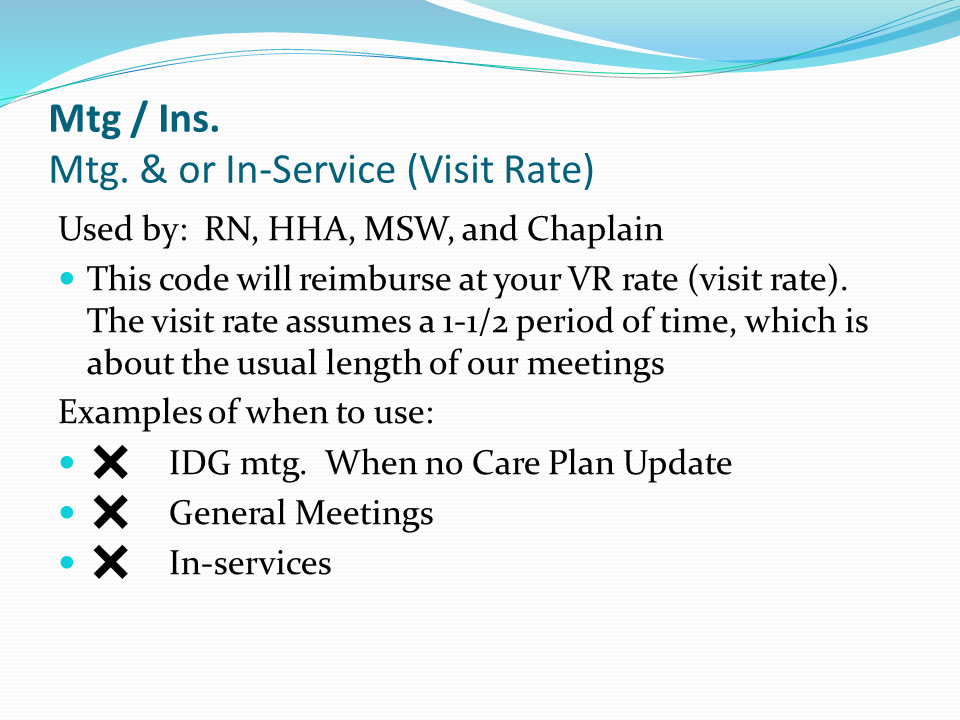 Mtg / Ins.
Mtg. & or In-Service (Visit Rate)
Used by:  RN, HHA, MSW, and Chaplain
• This code will reimburse at your VR rate (visit rate).
The visit rate assumes a 1-1/2 period of time, which is
about the usual length of our meetings
Examples of when to use:
• ❌ IDG mtg.  When no Care Plan Update
• ❌ General Meetings
• ❌ In-services